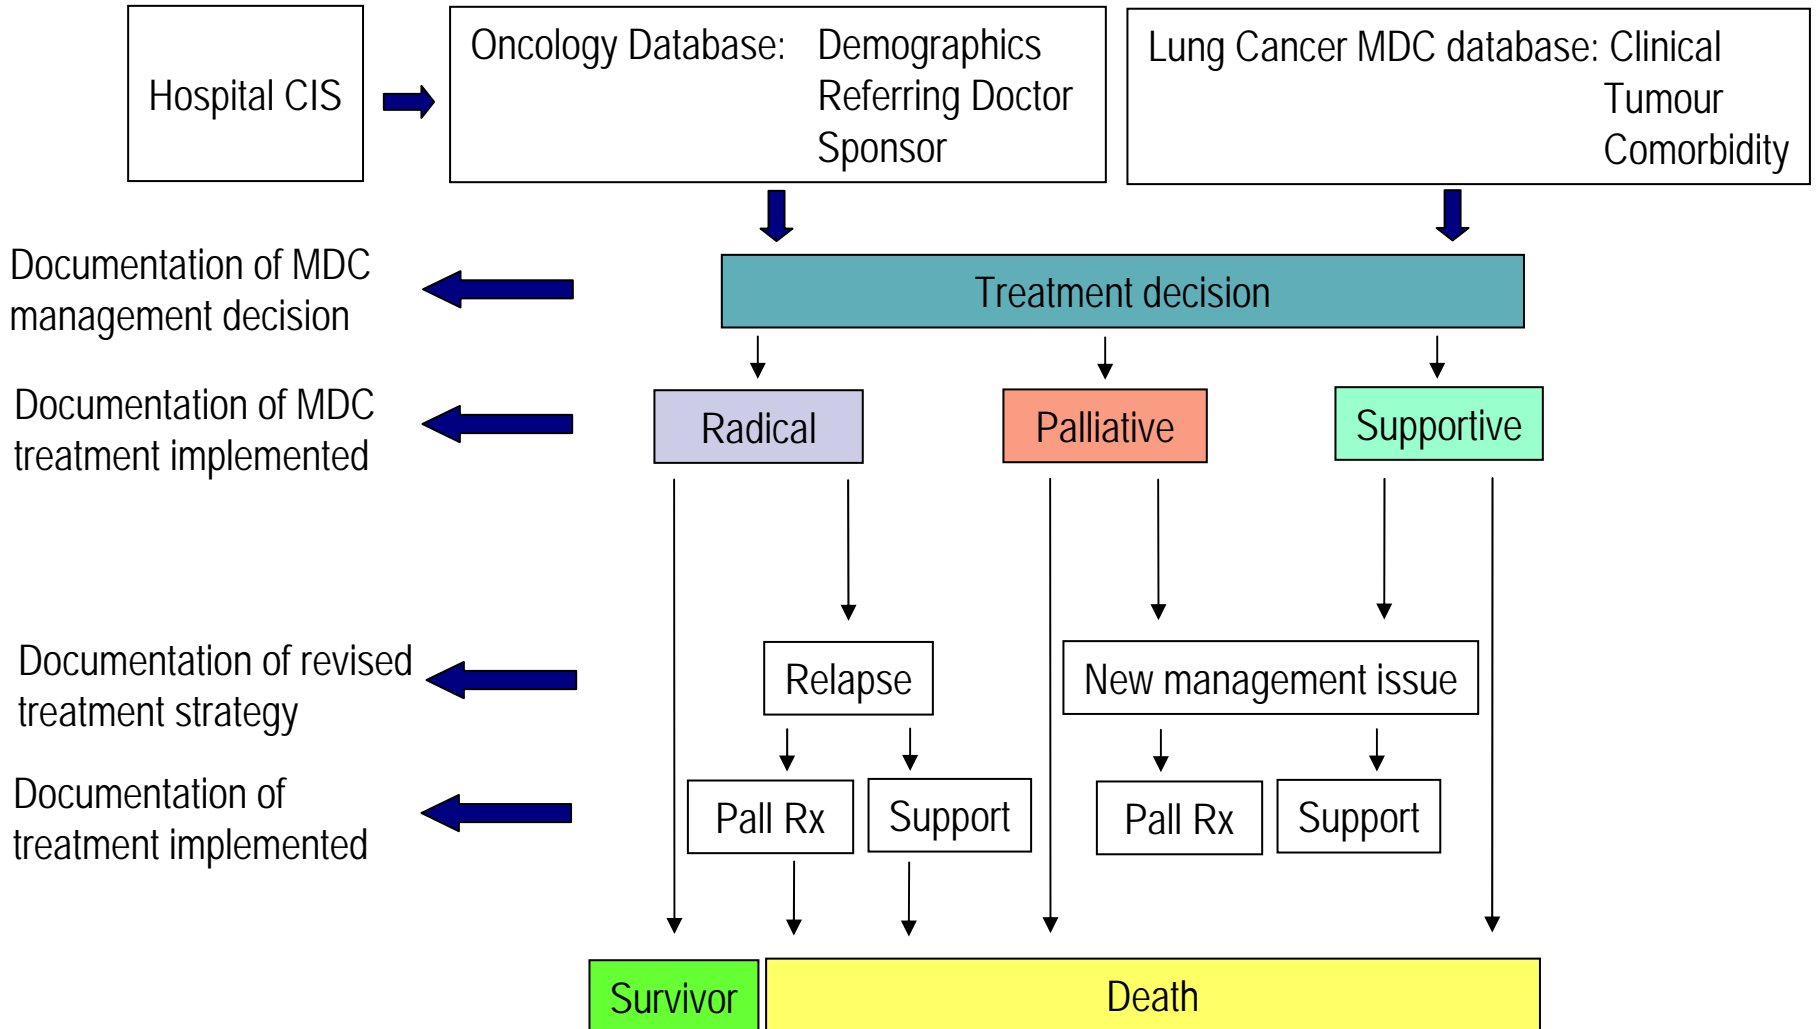 Hospital CIS
Oncology Database: Demographics
Referring Doctor
Sponsor
Lung Cancer MDC database: Clinical
Tumour
Comorbidity
Documentation of MDC
management decision
Treatment decision
Documentation of MDC
treatment implemented
Radical
Palliative
Supportive
Documentation of revised
treatment strategy
Relapse
New management issue
Documentation of
treatment implemented
Pall Rx
Support
Pall Rx
Support
Survivor
Death